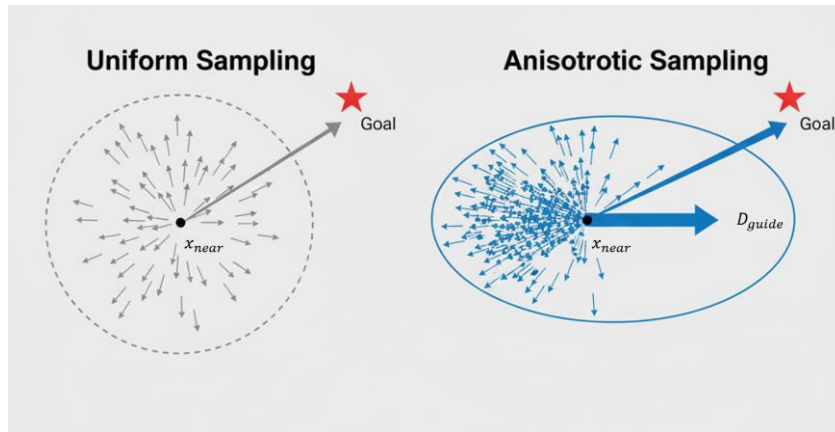 Uniform Sampling
Goal
x_near
Anisotrotic Sampling
Goal
D_guide
x_near